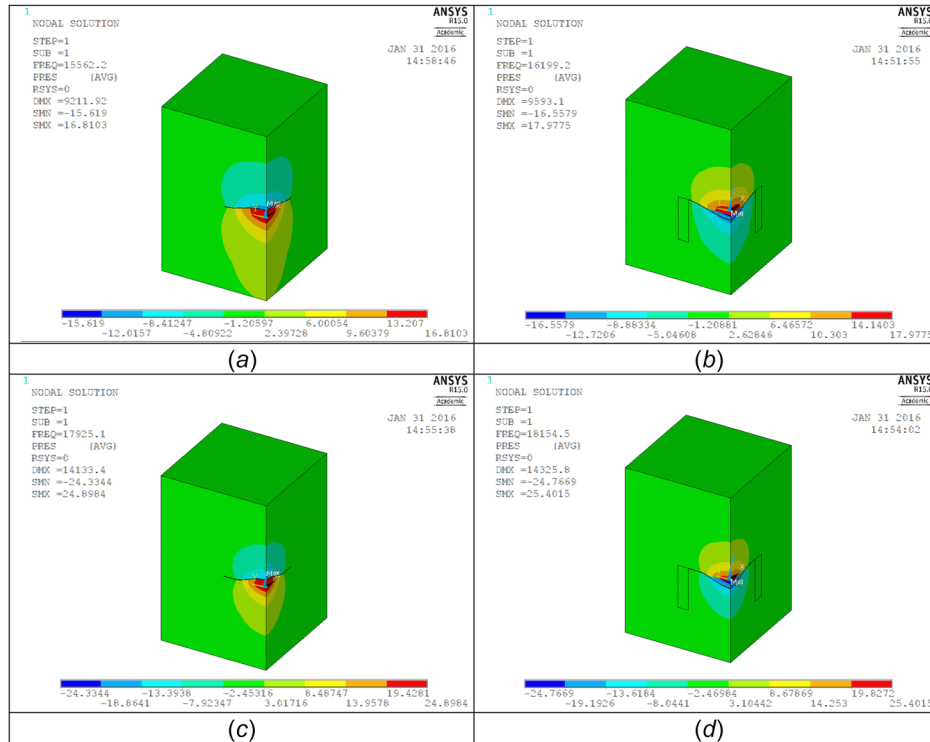 1
NODAL SOLUTION
STEP=1
SUB =1
FREQ=15562.2
PRES (AVG)
RSYS=0
DMX =9211.92
SMN =-15.619
SMX =16.8103
ANSYS
R15.0
Academic
JAN 31 2016
14:58:46
-15.619 -8.41247 -1.20597 6.00054 13.207
-12.0157 -4.80922 2.39728 9.60379 16.8103
(a)
1
NODAL SOLUTION
STEP=1
SUB =1
FREQ=16199.2
PRES (AVG)
RSYS=0
DMX =9593.1
SMN =-16.5579
SMX =17.9775
ANSYS
R15.0
Academic
JAN 31 2016
14:51:55
X
-16.5579 -8.88334 -1.20881 6.46572 14.1403
-12.7206 -5.04608 2.62846 10.303 17.9775
(b)
1
NODAL SOLUTION
STEP=1
SUB =1
FREQ=17925.1
PRES (AVG)
RSYS=0
DMX =14133.4
SMN =-24.3344
SMX =24.8984
ANSYS
R15.0
Academic
JAN 31 2016
14:55:38
-24.3344 -13.3938 -2.45316 8.48747 19.4281
-18.8641 -7.92347 3.01716 13.9578 24.8984
(c)
1
NODAL SOLUTION
STEP=1
SUB =1
FREQ=18154.5
PRES (AVG)
RSYS=0
DMX =14325.8
SMN =-24.7669
SMX =25.4015
ANSYS
R15.0
Academic
JAN 31 2016
14:54:02
X
-24.7669 -13.6184 -2.46984 8.67869 19.8272
-19.1926 -8.0441 3.10442 14.253 25.4015
(d)